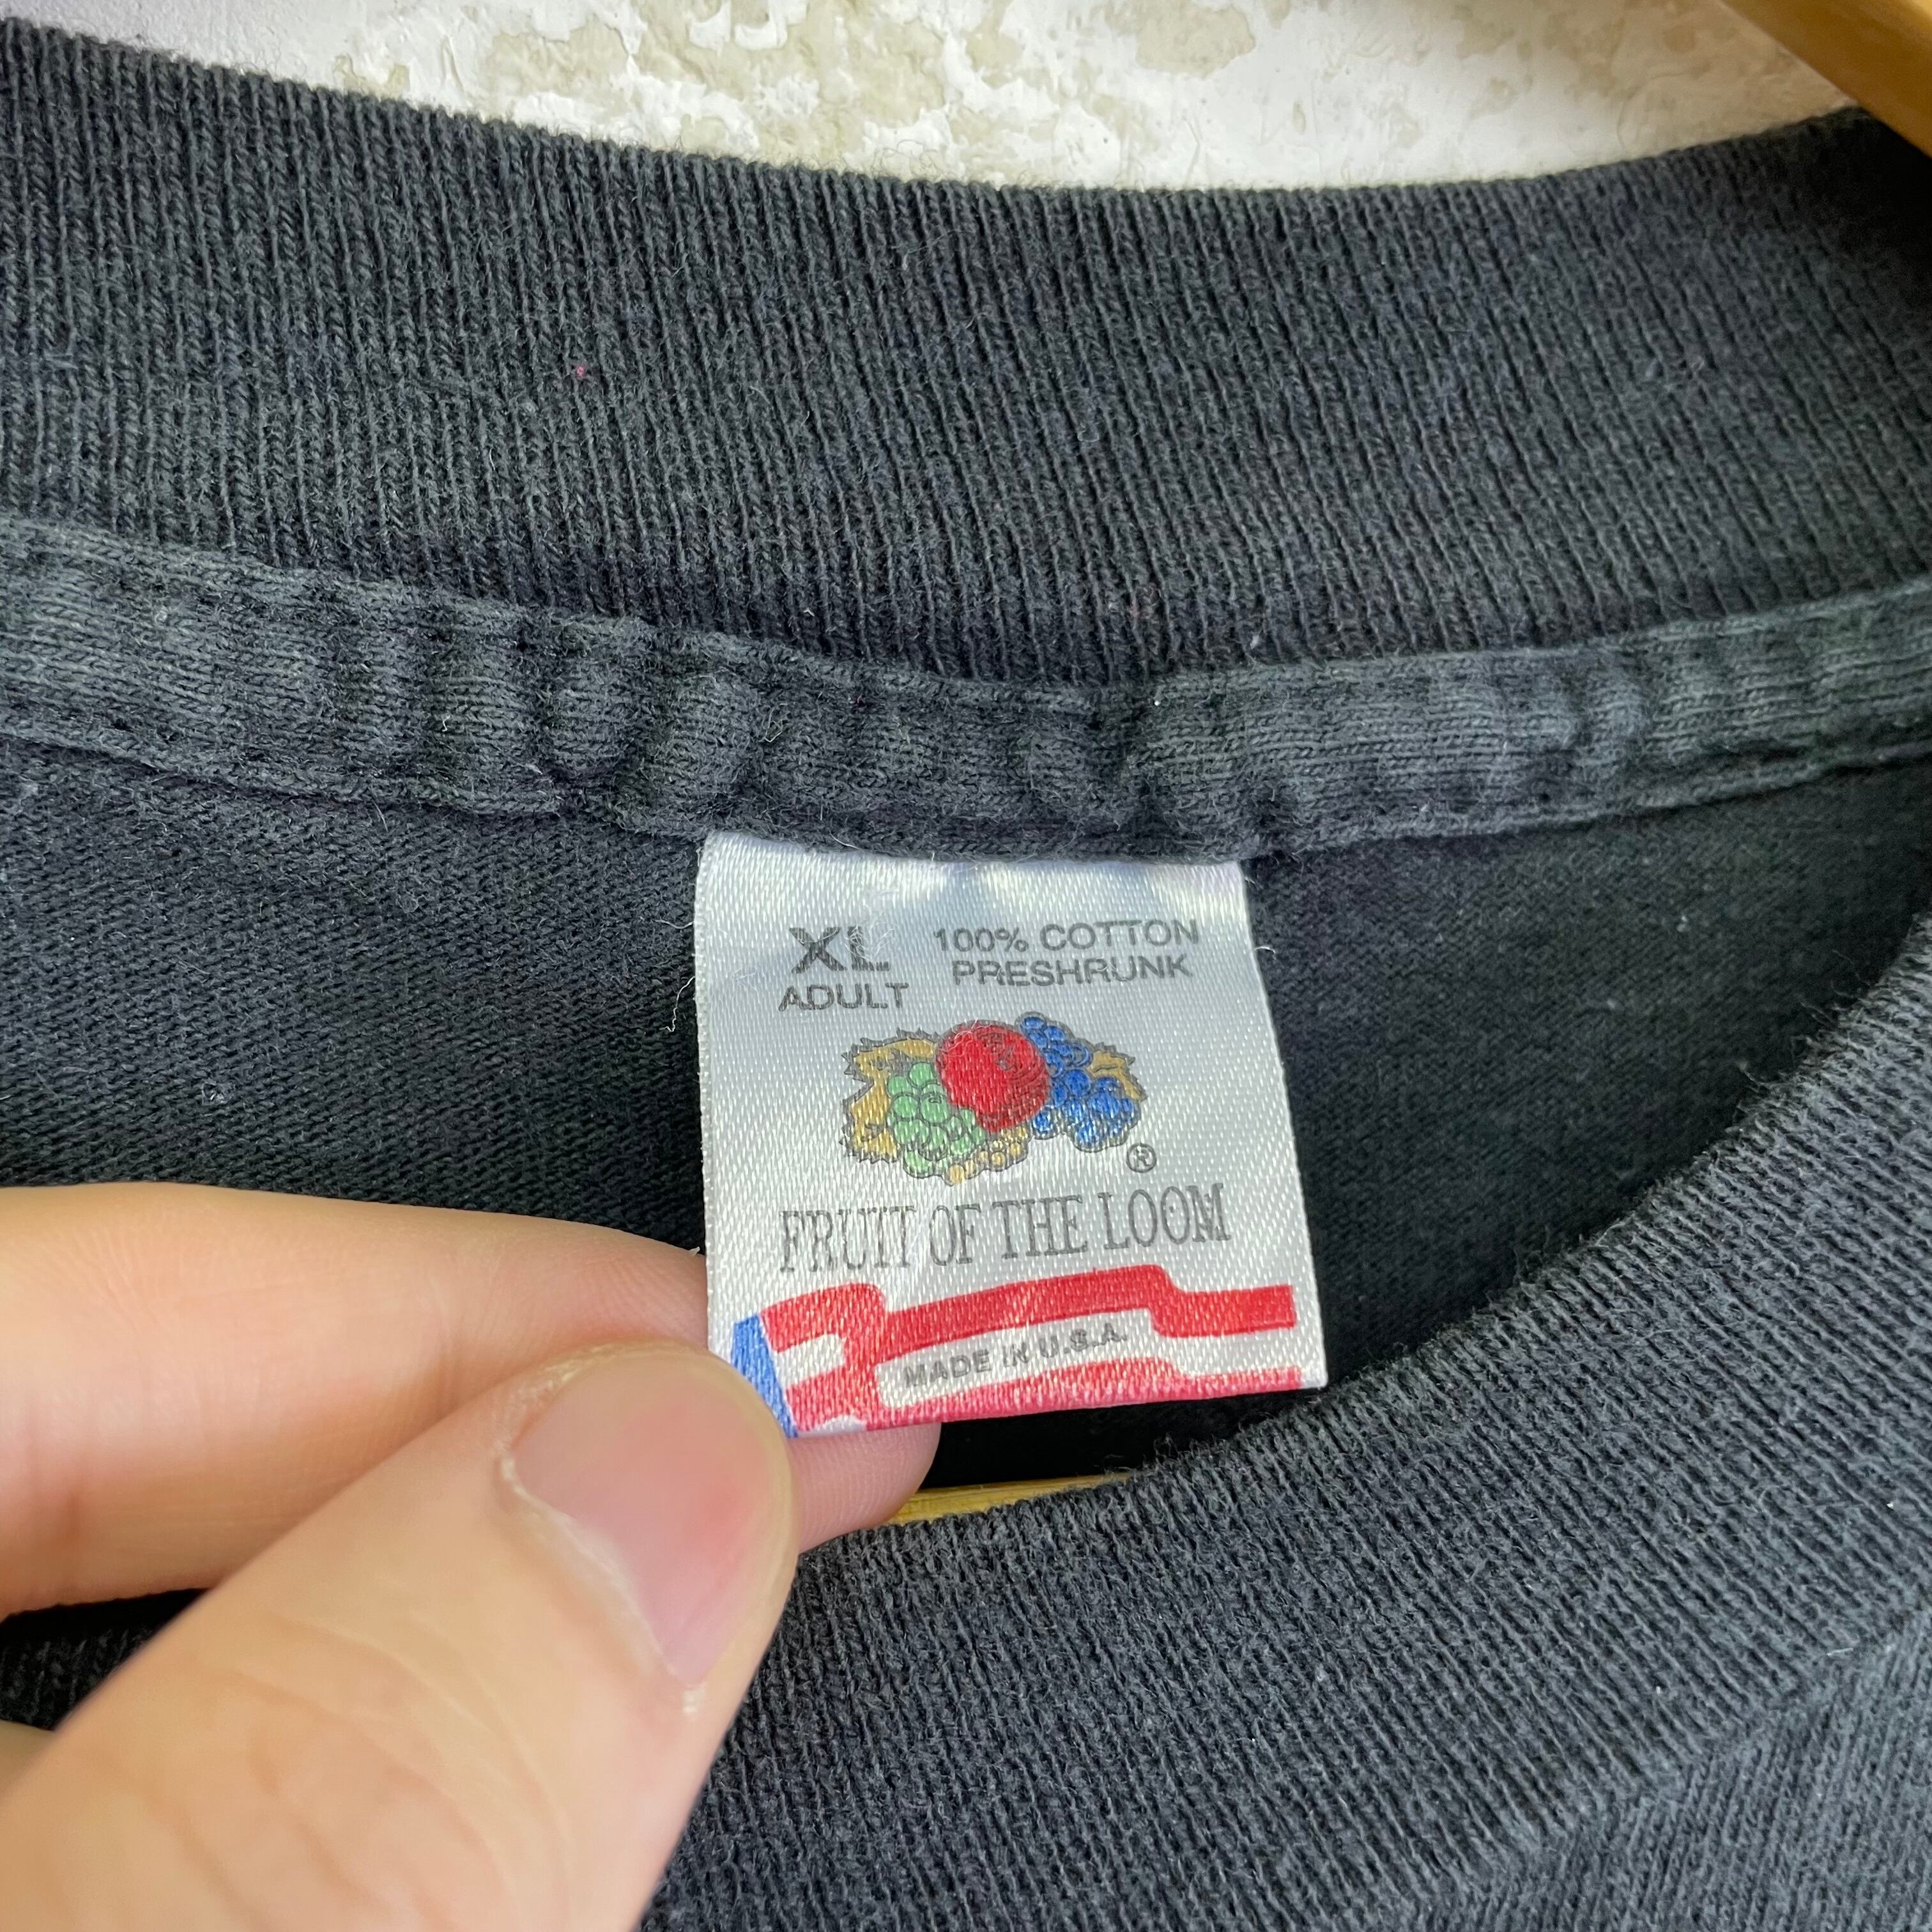 XL
ADULT
100% COTTON
PRESHRUNK
®
FRUIT OF THE LOOM
MADE IN U.S.A.